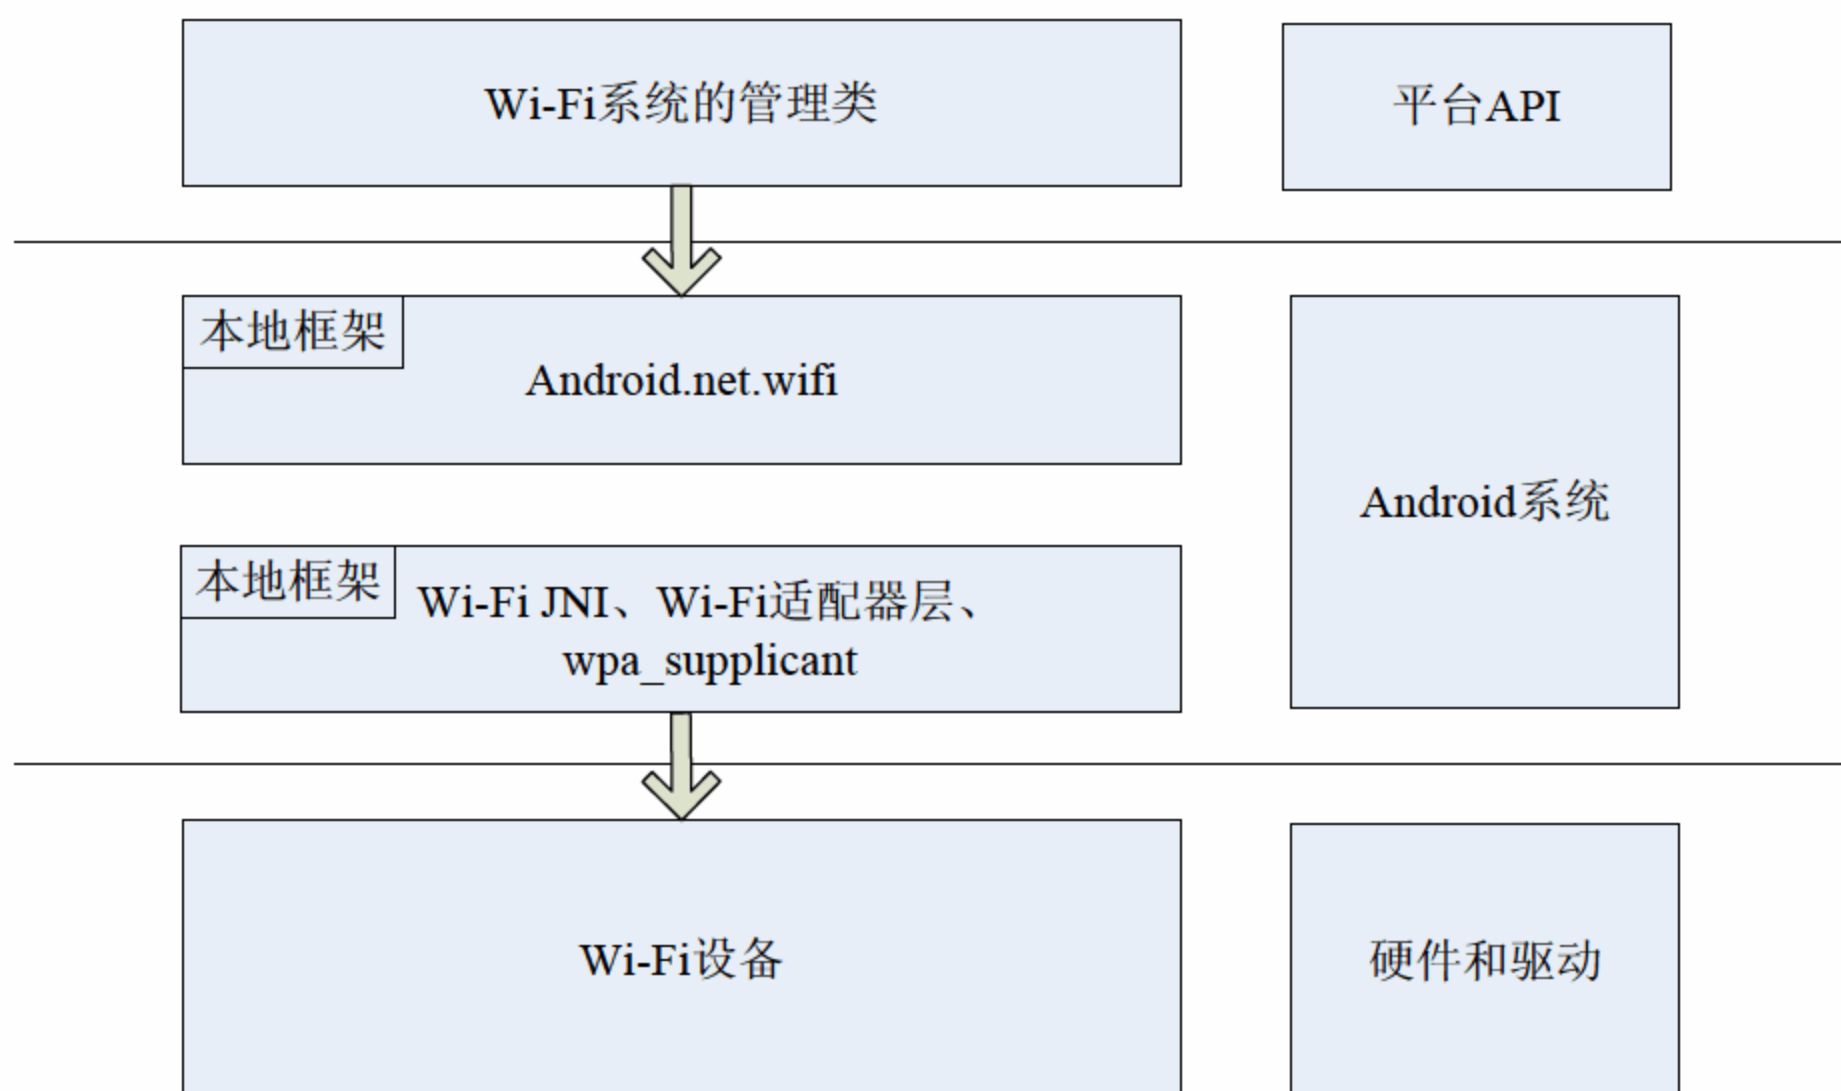 Wi-Fi系统的管理类
平台API
本地框架
Android.net.wifi
Android系统
本地框架
Wi-Fi JNI、Wi-Fi适配器层、
wpa_supplicant
Wi-Fi设备
硬件和驱动